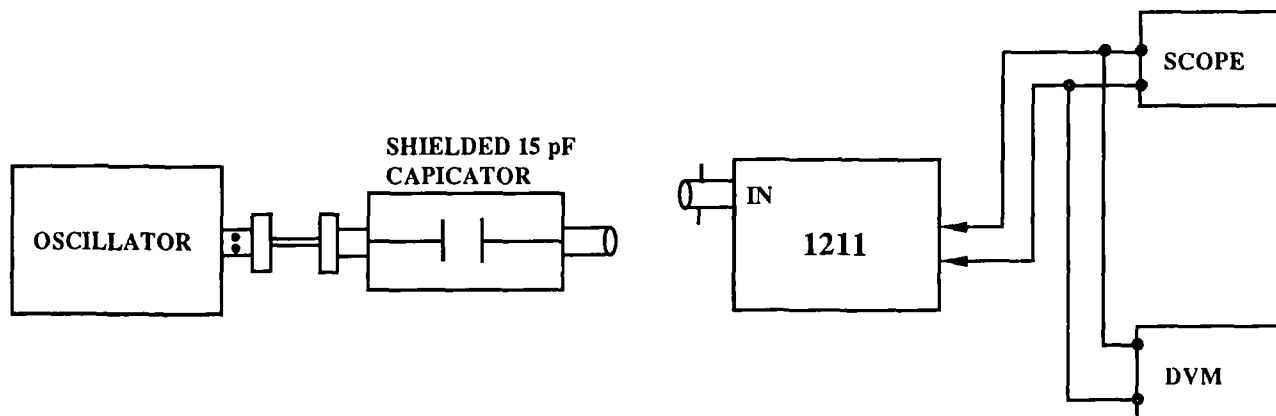 SCOPE
SHIELDED 15 pF
CAPICATOR
OSCILLATOR
IN
1211
DVM